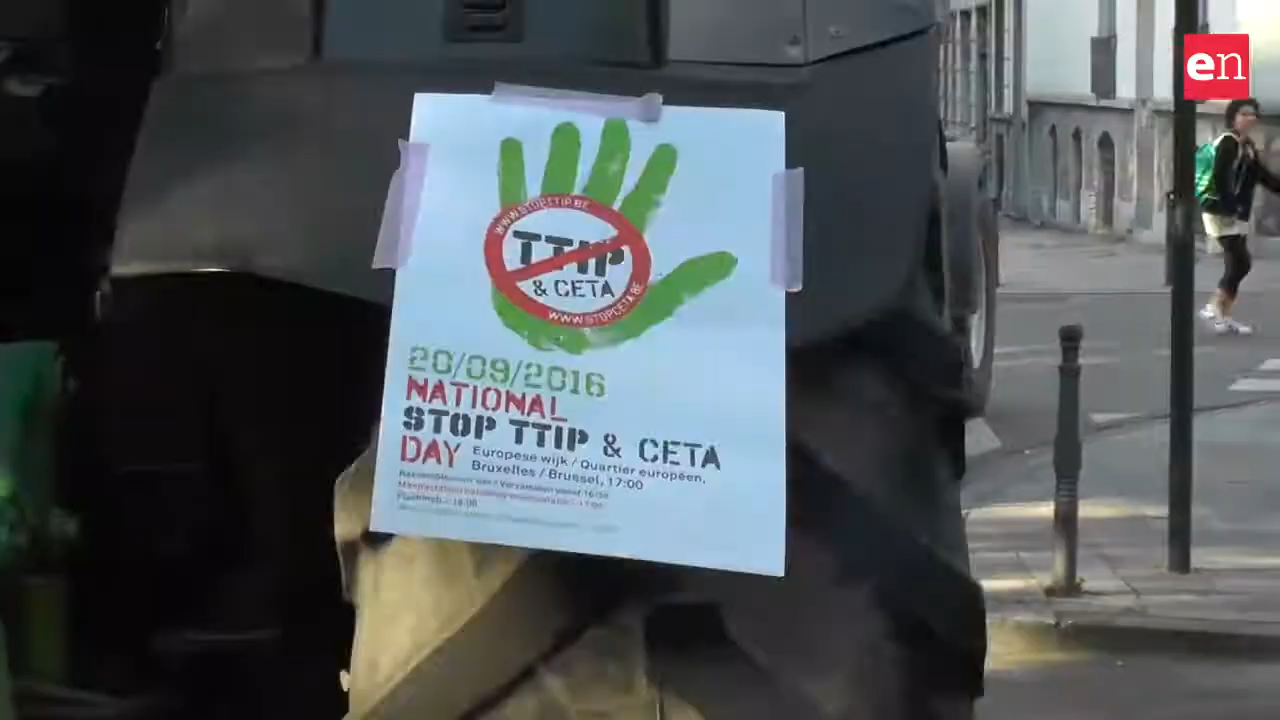 en
WWW.STOPTTIP.BE
TTIP
& CETA
WWW.STOPCETA.BE
20/09/2016
NATIONAL
STOP TTIP & CETA
DAY
Europese wijk / Quartier européen,
Bruxelles / Brussel, 17:00